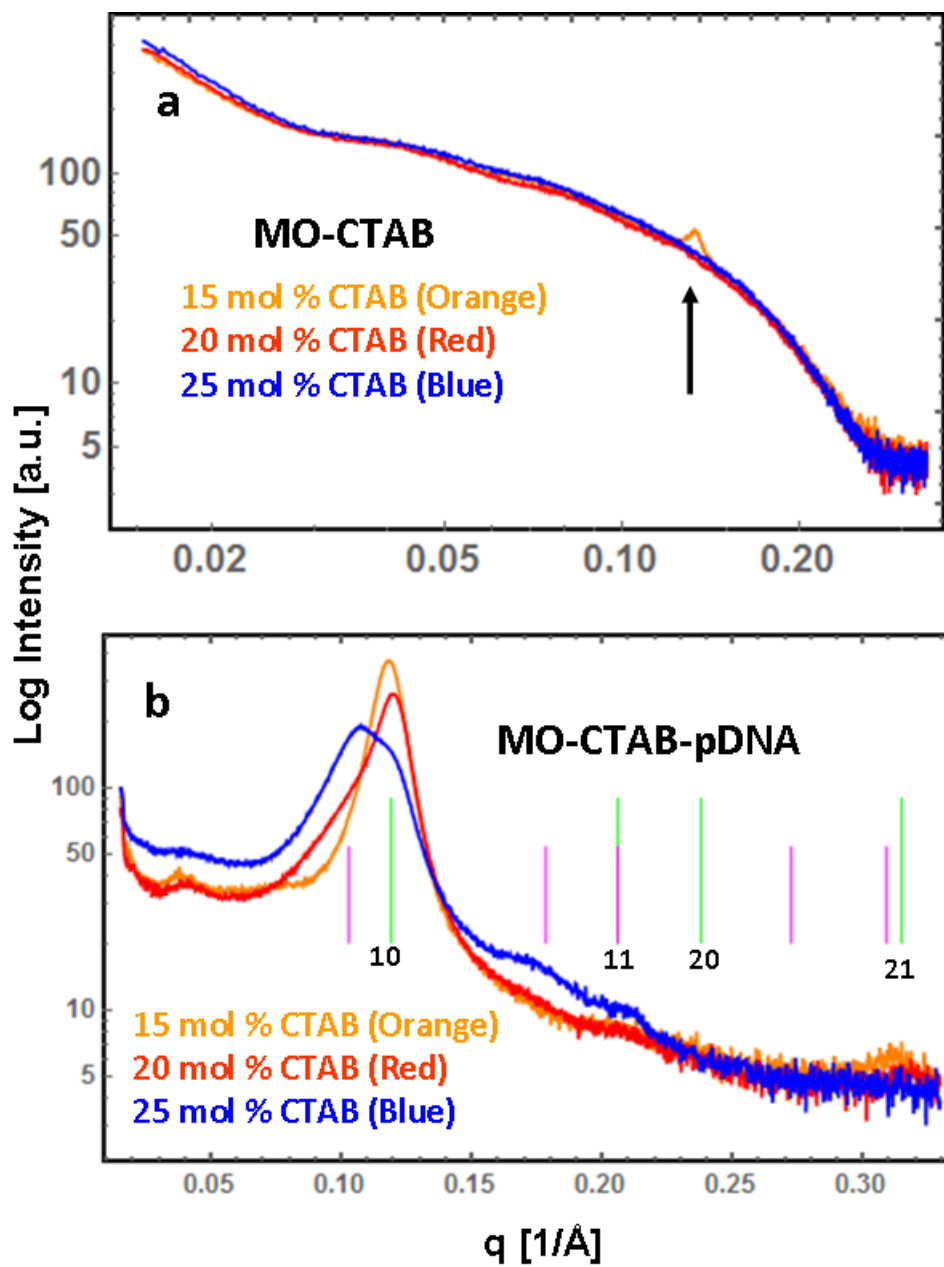 a
100
50
10
5
MO-CTAB
15 mol % CTAB (Orange)
20 mol % CTAB (Red)
25 mol % CTAB (Blue)
0.02 0.05 0.10 0.20
Log Intensity [a.u.]
b
MO-CTAB-pDNA
100
50
10
5
10 11 20 21
15 mol % CTAB (Orange)
20 mol % CTAB (Red)
25 mol % CTAB (Blue)
0.05 0.10 0.15 0.20 0.25 0.30
q [1/Å]